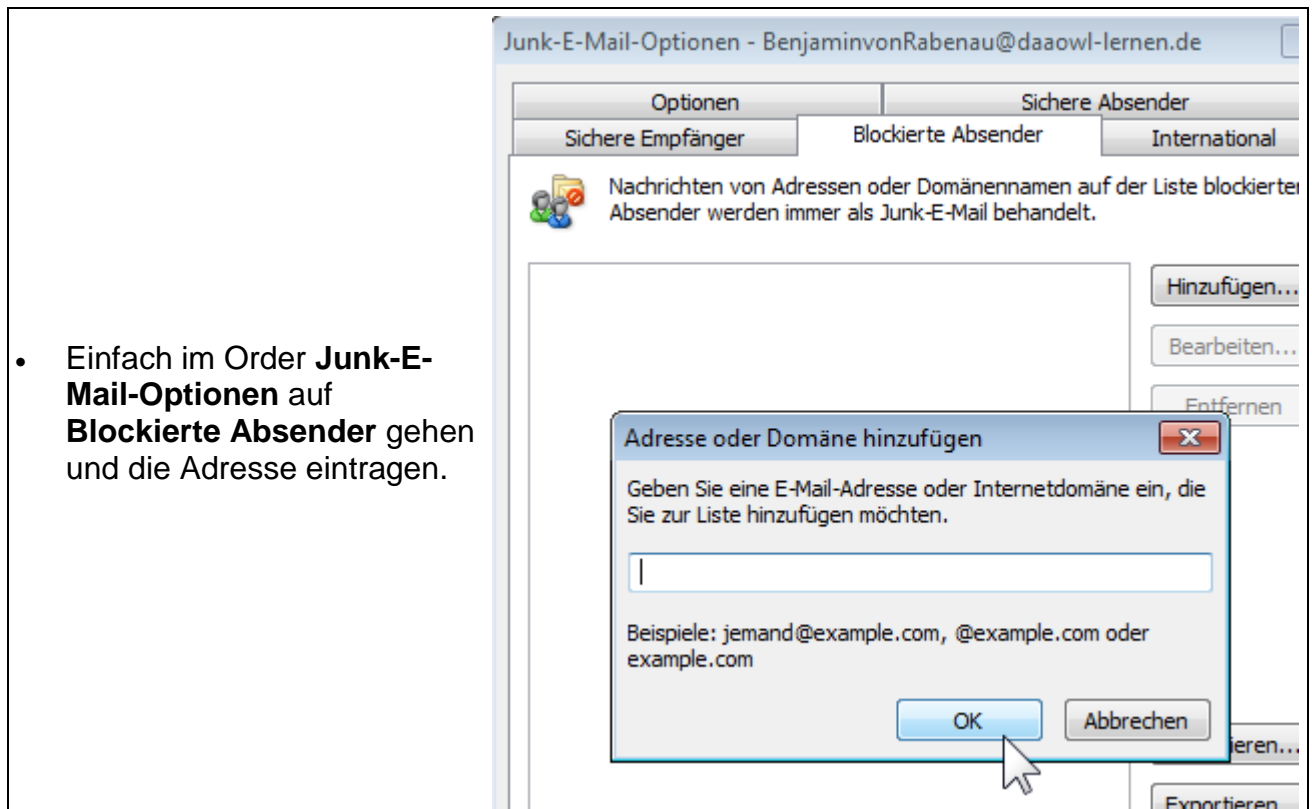 • Einfach im Order Junk-E-
Mail-Optionen auf
Blockierte Absender gehen
und die Adresse eintragen.
Junk-E-Mail-Optionen - BenjaminvonRabenau@daaowl-lernen.de
Optionen
Sichere Absender
Sichere Empfänger
Blockierte Absender
International
Nachrichten von Adressen oder Domänennamen auf der Liste blockierter
Absender werden immer als Junk-E-Mail behandelt.
Hinzufügen...
Bearbeiten...
Entfernen
Adresse oder Domäne hinzufügen
Geben Sie eine E-Mail-Adresse oder Internetdomäne ein, die
Sie zur Liste hinzufügen möchten.
Beispiele: jemand@example.com, @example.com oder
example.com
OK
Abbrechen
ieren...
Exportieren